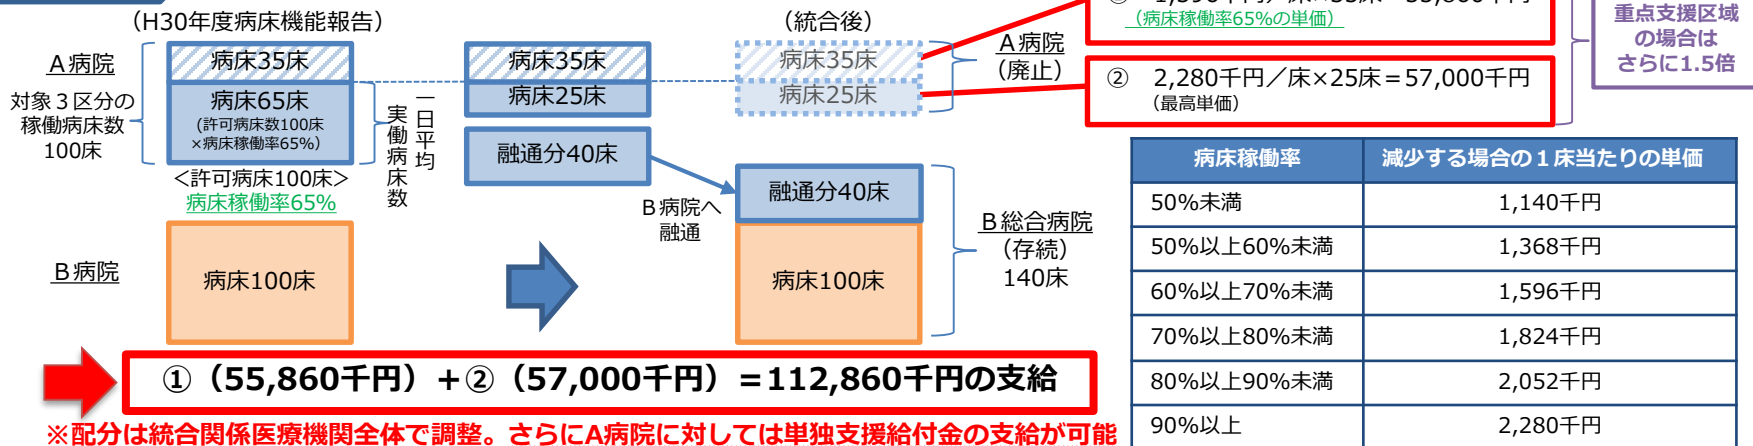 (H30年度病床機能報告)
A病院
対象３区分の
稼働病床数
100床
病床35床
病床65床
(許可病床数100床
×病床稼働率65%)
一日平均
実働病床数
＜許可病床100床＞
病床稼働率65%
B病院
病床100床
病床35床
病床25床
融通分40床
B病院へ
融通
(統合後)
病床35床
病床25床
A病院
(廃止)
融通分40床
病床100床
B総合病院
(存続)
140床
(病床稼働率65%の単価)
② 2,280千円／床×25床＝57,000千円
(最高単価)
重点支援区域
の場合は
さらに1.5倍
病床稼働率 減少する場合の１床当たりの単価
50%未満 1,140千円
50%以上60%未満 1,368千円
60%以上70%未満 1,596千円
70%以上80%未満 1,824千円
80%以上90%未満 2,052千円
90%以上 2,280千円
①（55,860千円）＋②（57,000千円）＝112,860千円の支給
※配分は統合関係医療機関全体で調整。さらにA病院に対しては単独支援給付金の支給が可能